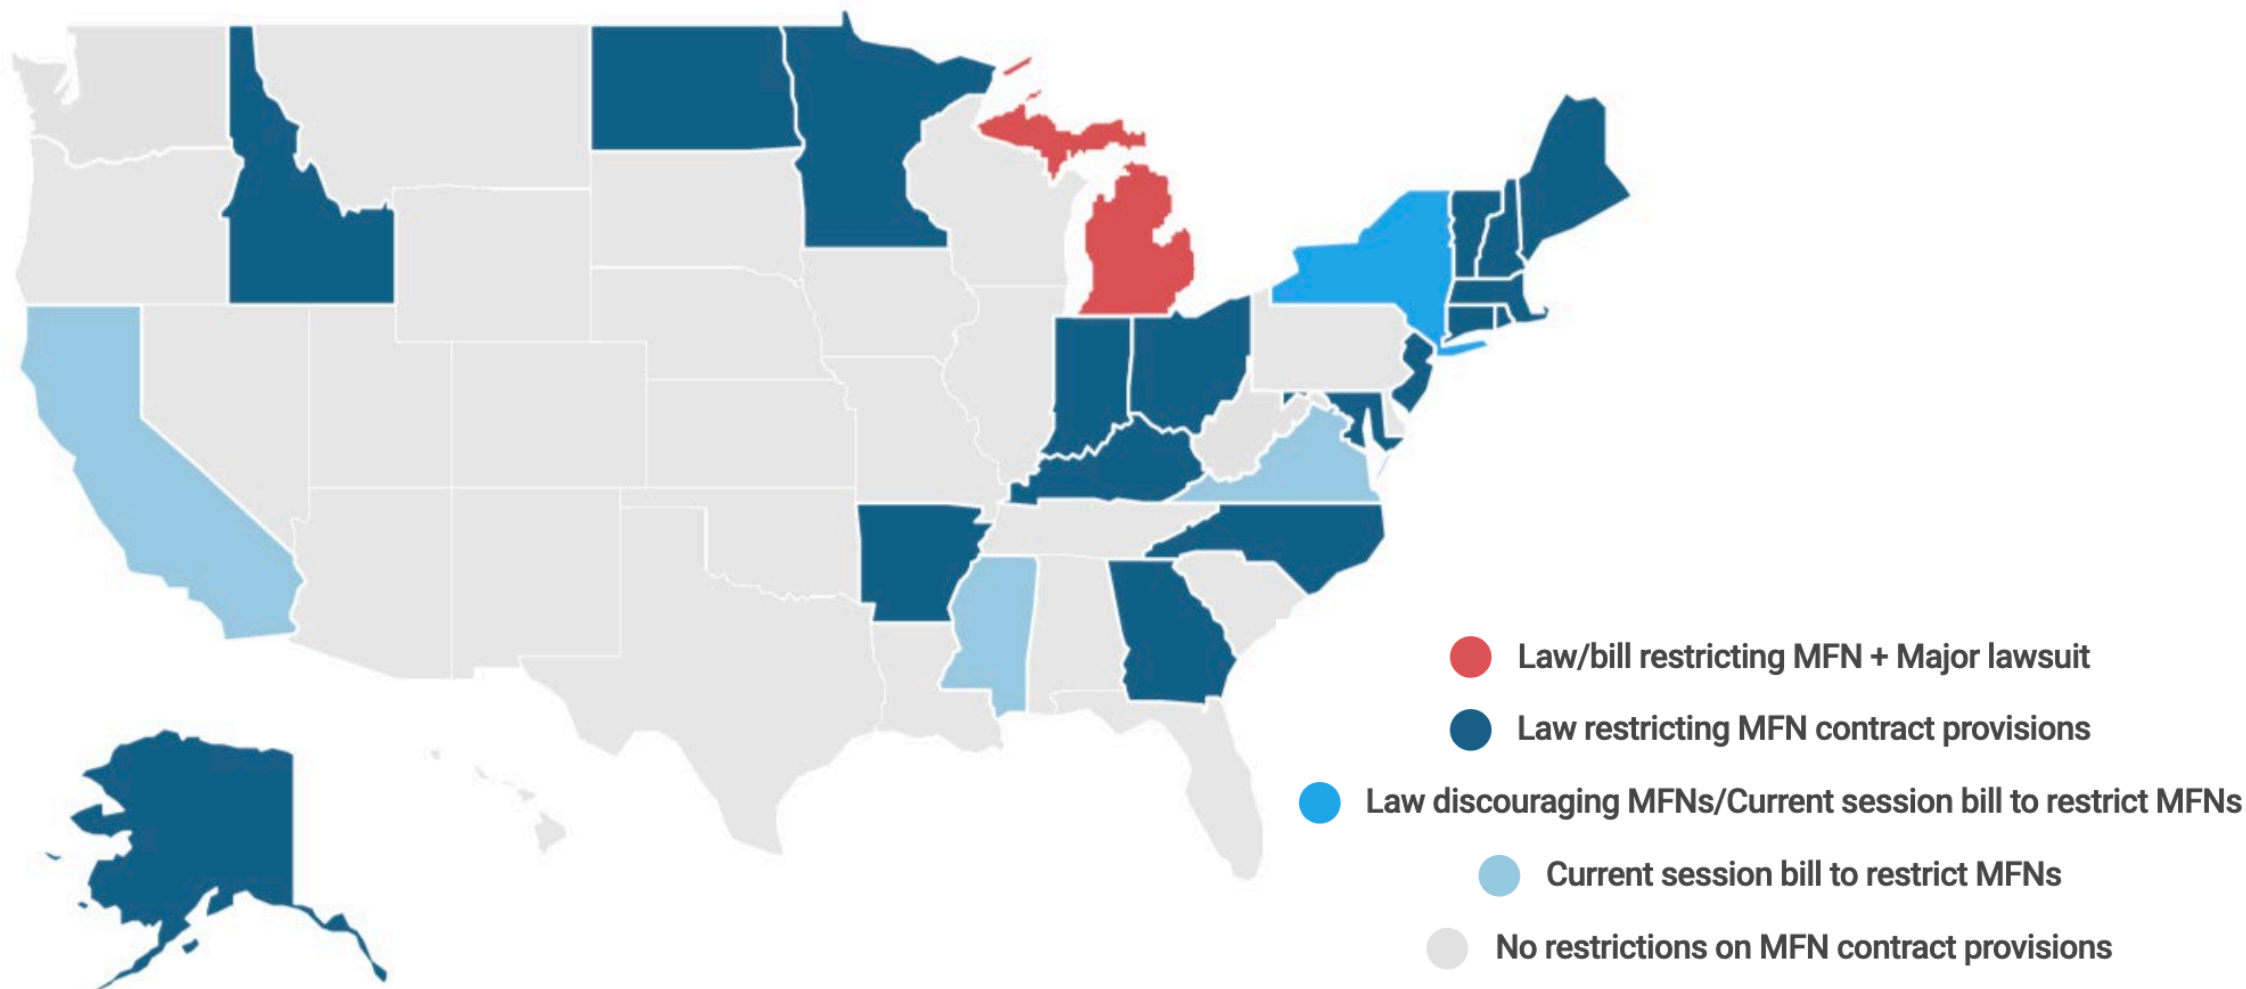 Law/bill restricting MFN + Major lawsuit
Law restricting MFN contract provisions
Law discouraging MFNs/Current session bill to restrict MFNs
Current session bill to restrict MFNs
No restrictions on MFN contract provisions